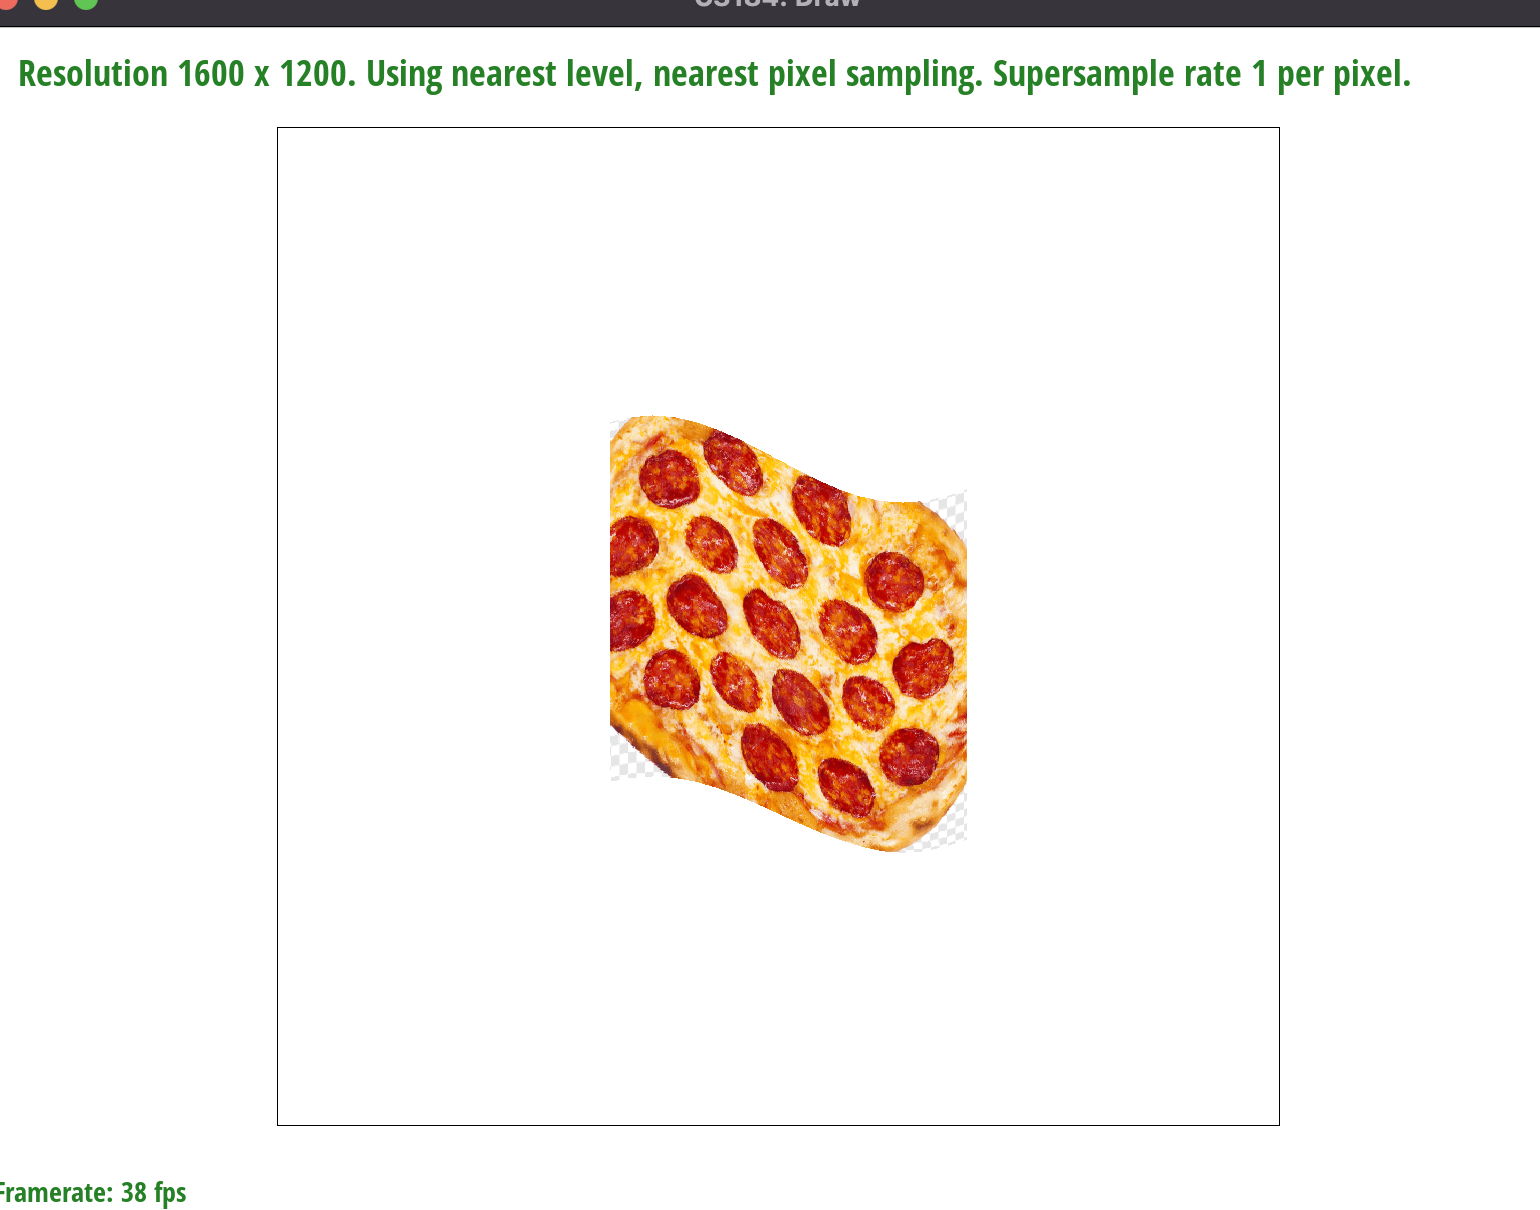 CS184: Draw
Resolution 1600 x 1200. Using nearest level, nearest pixel sampling. Supersample rate 1 per pixel.
Framerate: 38 fps